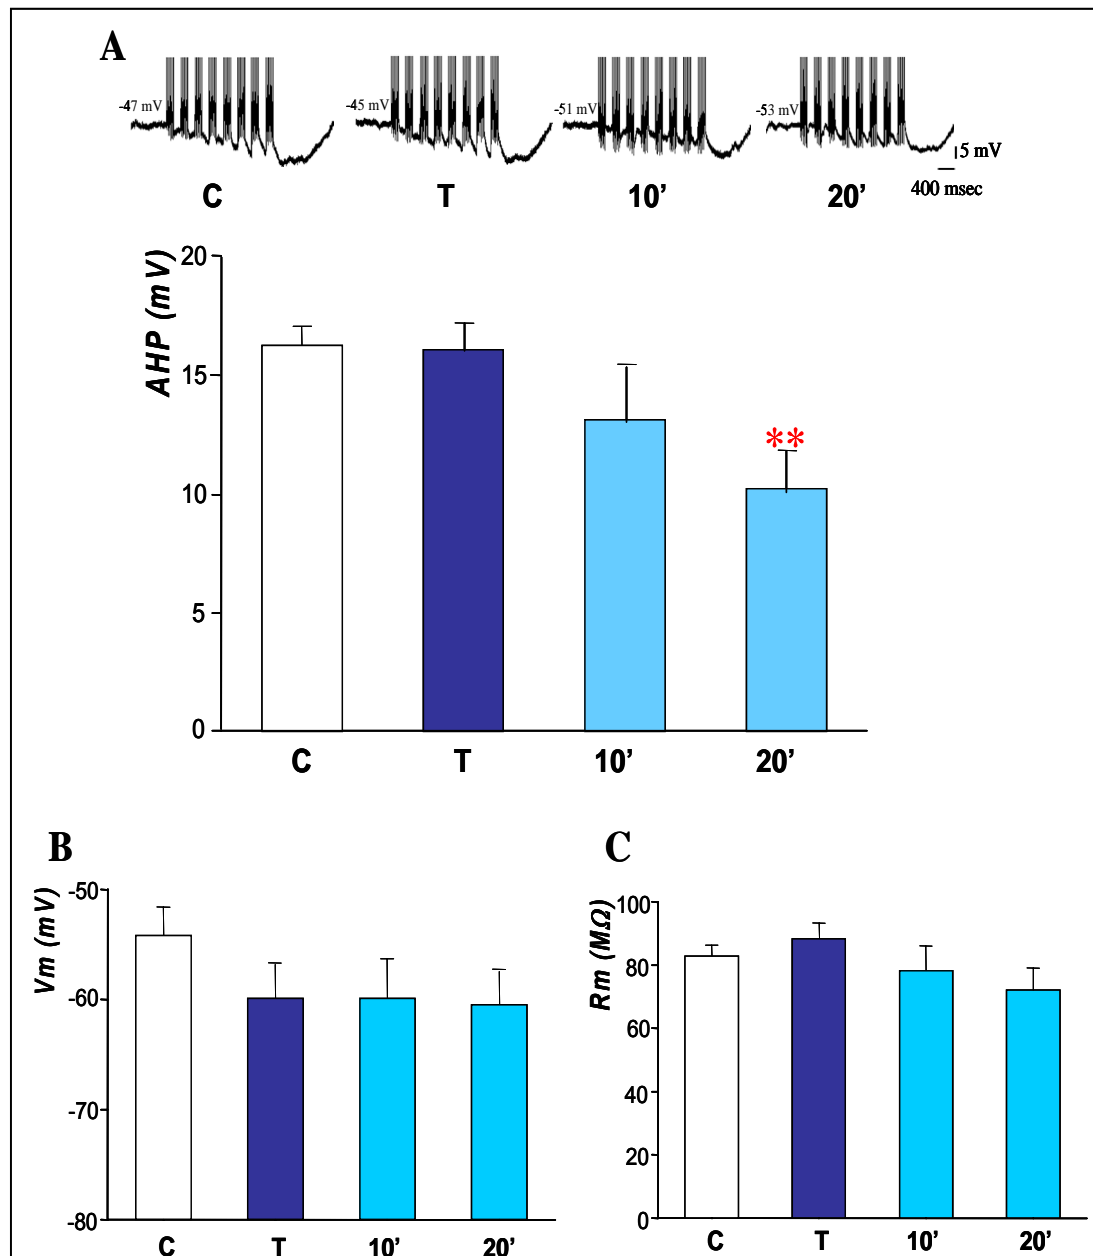 A
-47 mV
-45 mV
-51 mV
-53 mV
5 mV
400 msec
C T 10’ 20’
AHP (mV)
20
15
10
5
0
**
C T 10’ 20’
B
Vm (mV)
-50
-60
-70
-80
C T 10’ 20’
C
Rm (MΩ)
100
80
60
40
20
0
C T 10’ 20’